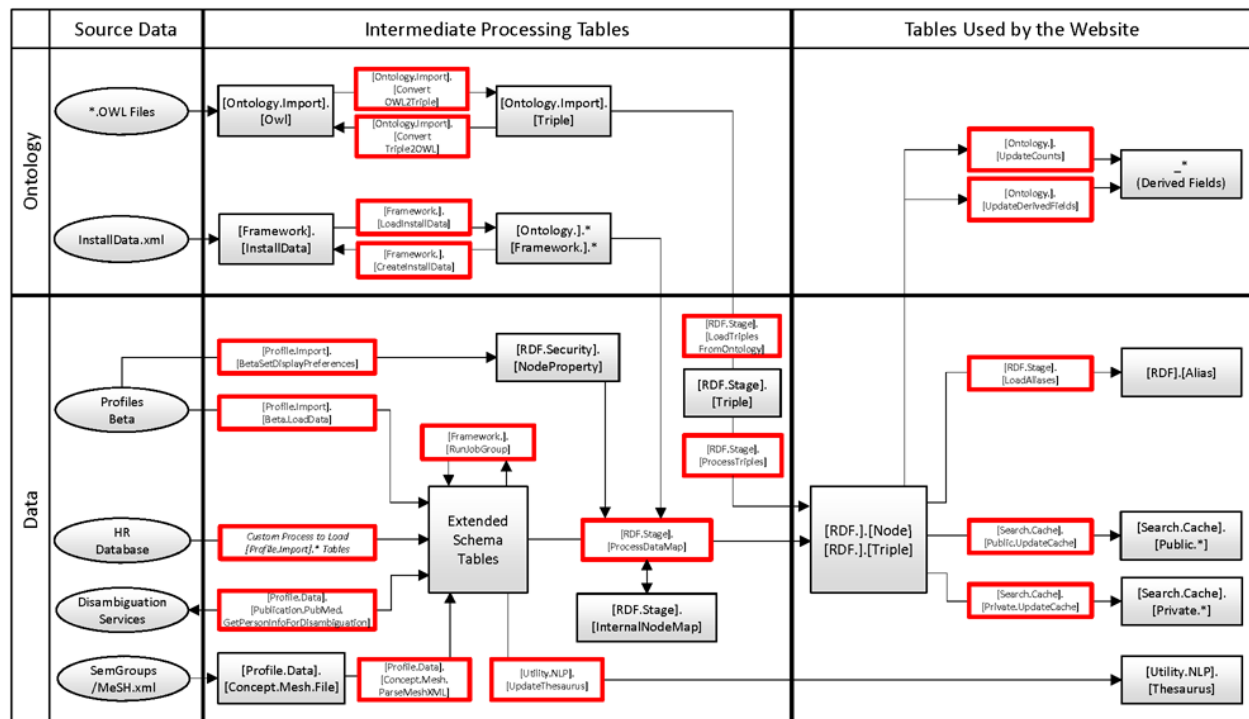 Source Data
Intermediate Processing Tables
Tables Used by the Website
Ontology
*.OWL Files
[Ontology.Import].
[Owl]
[Ontology.Import].
[Convert
OWL2Triple]
[Ontology.Import].
[Convert
Triple2OWL]
[Ontology.Import].
[Triple]
[Ontology.].
[UpdateCounts]
[Ontology.].
[UpdateDerivedFields]
_*
(Derived Fields)
InstallData.xml
[Framework].
[InstallData]
[Framework.].
[LoadInstallData]
[Framework.].
[CreateInstallData]
[Ontology.].*
[Framework.].*
Data
Profiles
Beta
[Profile.Import].
[BetaSetDisplayPreferences]
[Profile.Import].
[Beta.LoadData]
[RDF.Security].
[NodeProperty]
[RDF.Stage].
[LoadTriples
FromOntology]
[RDF.Stage].
[Triple]
[RDF.Stage].
[ProcessTriples]
[RDF.Stage].
[LoadAliases]
[RDF].[Alias]
[Framework.].
[RunJobGroup]
Extended
Schema
Tables
HR
Database
Custom Process to Load
[Profile.Import].* Tables
[RDF.Stage].
[ProcessDataMap]
[RDF.].[Node]
[RDF.].[Triple]
[Search.Cache].
[Public.UpdateCache]
[Search.Cache].
[Public.*]
Disambiguation
Services
[Profile.Data].
[Publication.PubMed.
GetPersonInfoForDisambiguation]
[RDF.Stage].
[InternalNodeMap]
[Search.Cache].
[Private.UpdateCache]
[Search.Cache].
[Private.*]
SemGroups
/MeSH.xml
[Profile.Data].
[Concept.Mesh.File]
[Profile.Data].
[Concept.Mesh.
ParseMeshXML]
[Utility.NLP].
[UpdateThesaurus]
[Utility.NLP].
[Thesaurus]